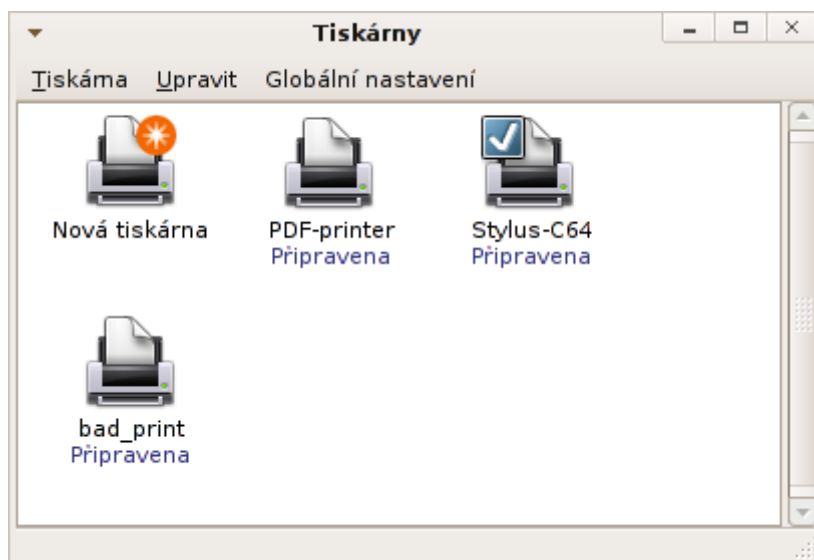 Tiskárny
Tiskárna Upravit Globální nastavení
Nová tiskárna PDF-printer Stylus-C64
Připravena Připravena
bad_print
Připravena